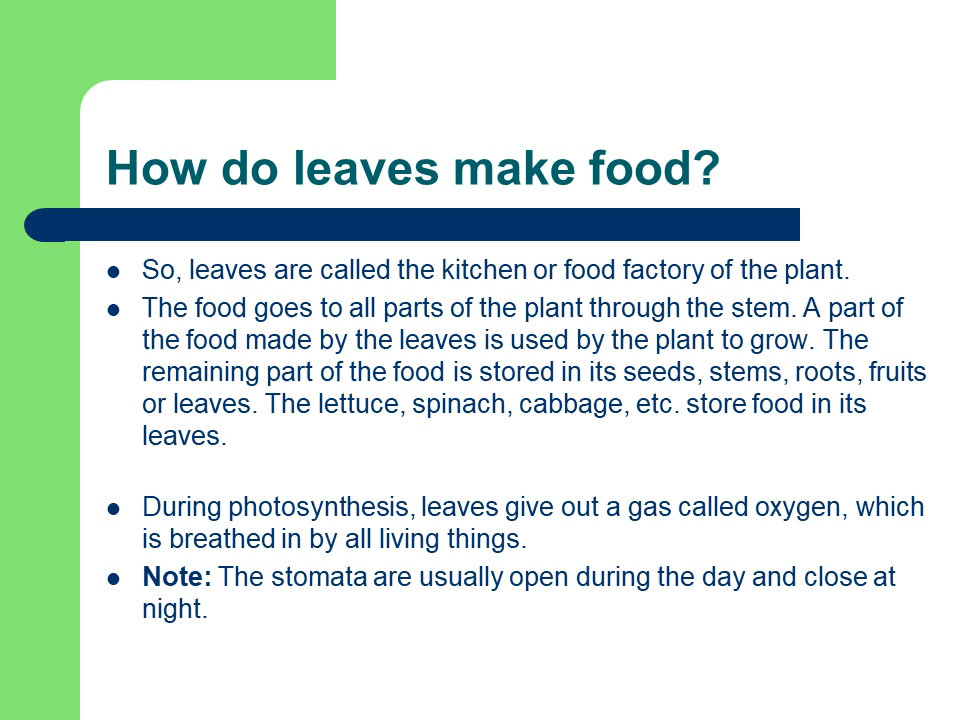 How do leaves make food?
So, leaves are called the kitchen or food factory of the plant.
The food goes to all parts of the plant through the stem. A part of
the food made by the leaves is used by the plant to grow. The
remaining part of the food is stored in its seeds, stems, roots, fruits
or leaves. The lettuce, spinach, cabbage, etc. store food in its
leaves.
During photosynthesis, leaves give out a gas called oxygen, which
is breathed in by all living things.
Note: The stomata are usually open during the day and close at
night.